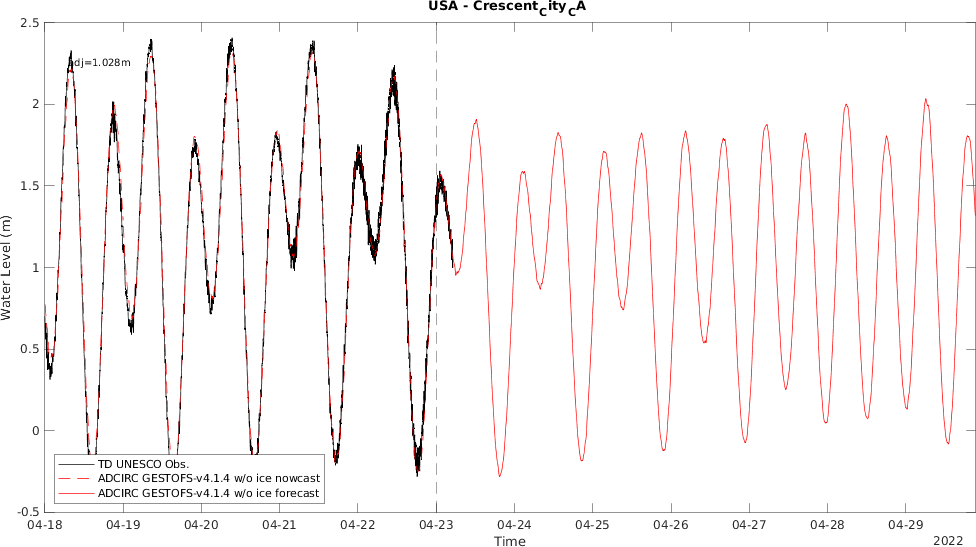 USA - CrescentCityCA
2.5
2
1.5
1
0.5
0
-0.5
Water Level (m)
dj=1.028m
TD UNESCO Obs.
ADCIRC GESTOFS-v4.1.4 w/o ice nowcast
ADCIRC GESTOFS-v4.1.4 w/o ice forecast
04-18 04-19 04-20 04-21 04-22 04-23 04-24 04-25 04-26 04-27 04-28 04-29
Time
2022